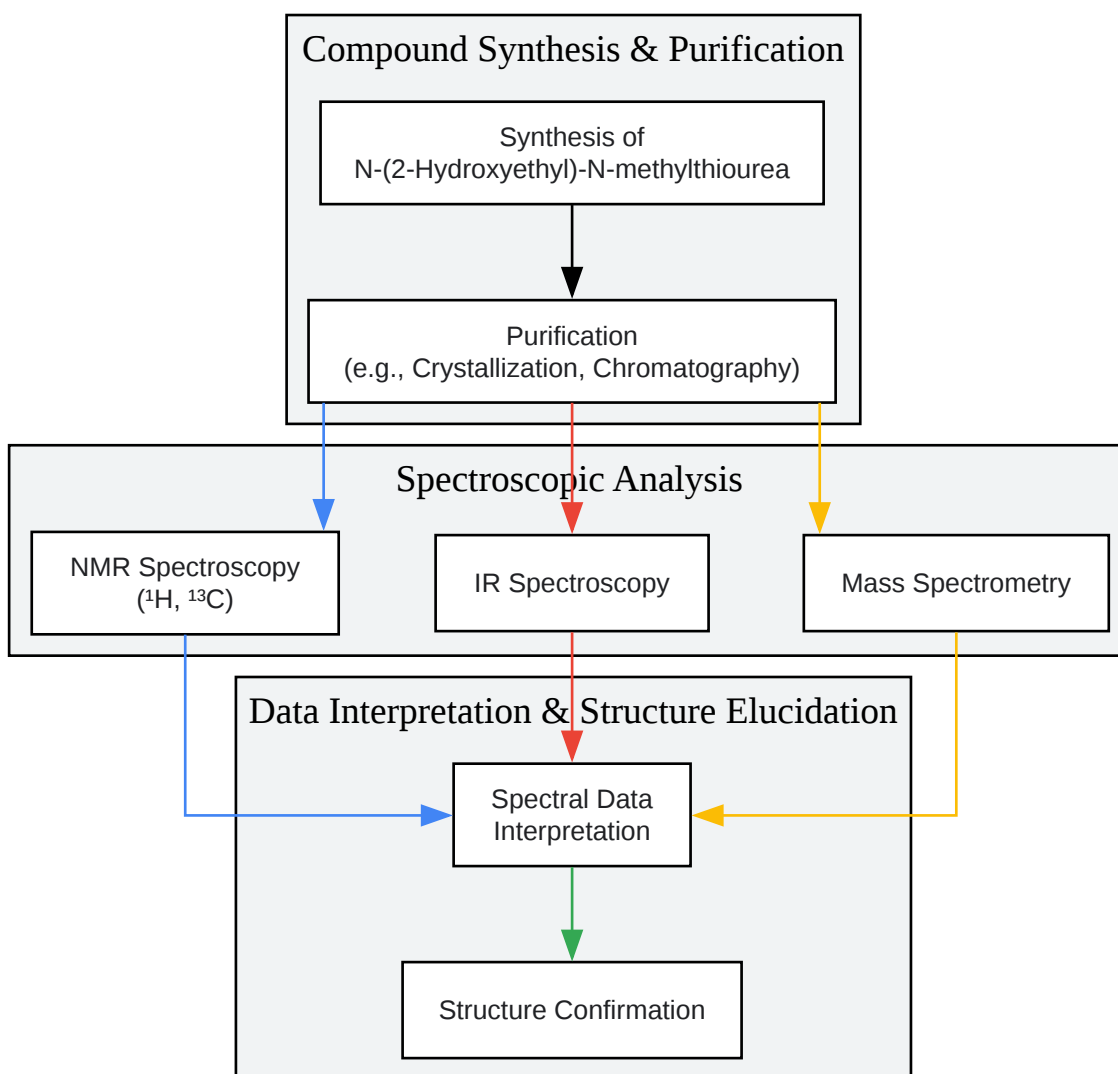 Compound Synthesis & Purification
Synthesis of
N-(2-Hydroxyethyl)-N-methylthiourea
Purification
(e.g., Crystallization, Chromatography)
Spectroscopic Analysis
NMR Spectroscopy
(¹H, ¹³C)
IR Spectroscopy
Mass Spectrometry
Data Interpretation & Structure Elucidation
Spectral Data
Interpretation
Structure Confirmation